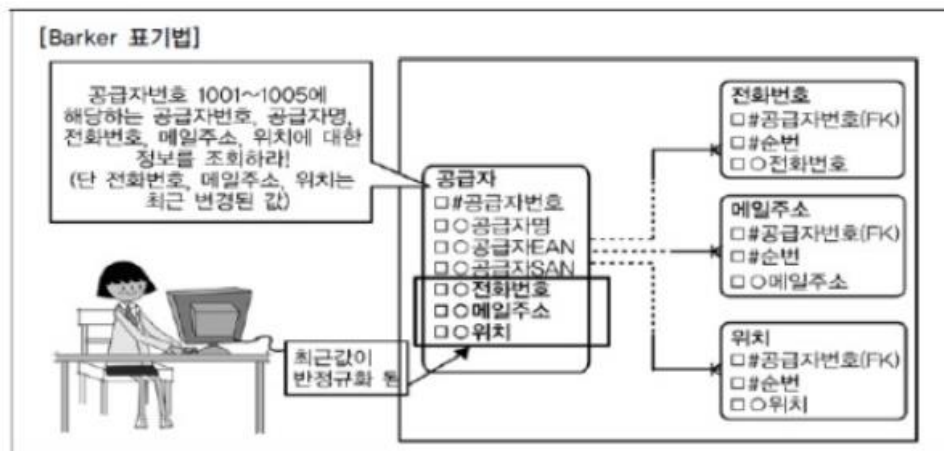 [Barker 표기법]
공급자번호 1001~1005에
해당하는 공급자번호, 공급자명,
전화번호, 메일주소, 위치에 대한
정보를 조회하라!
(단 전화번호, 메일주소, 위치는
최근 변경된 값)
공급자
□#공급자번호
□○공급자명
□○공급자EAN
□○공급자SAN
□○전화번호
□○메일주소
□○위치
최근값이
반정규화 됨
전화번호
□#공급자번호(FK)
□#순번
□○전화번호
메일주소
□#공급자번호(FK)
□#순번
□○메일주소
위치
□#공급자번호(FK)
□#순번
□○위치